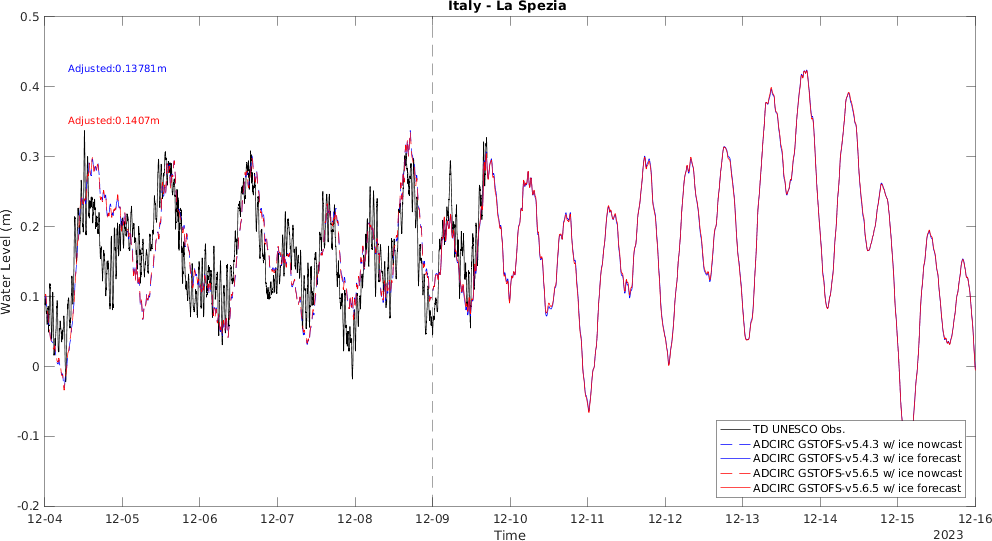 Italy - La Spezia
0.5
Adjusted:0.13781m
0.4
Adjusted:0.1407m
0.3
0.2
Water Level (m)
0.1
0
-0.1
TD UNESCO Obs.
ADCIRC GSTOFS-v5.4.3 w/ ice nowcast
ADCIRC GSTOFS-v5.4.3 w/ ice forecast
ADCIRC GSTOFS-v5.6.5 w/ ice nowcast
ADCIRC GSTOFS-v5.6.5 w/ ice forecast
-0.2
12-04 12-05 12-06 12-07 12-08 12-09 12-10 12-11 12-12 12-13 12-14 12-15 12-16
Time
2023